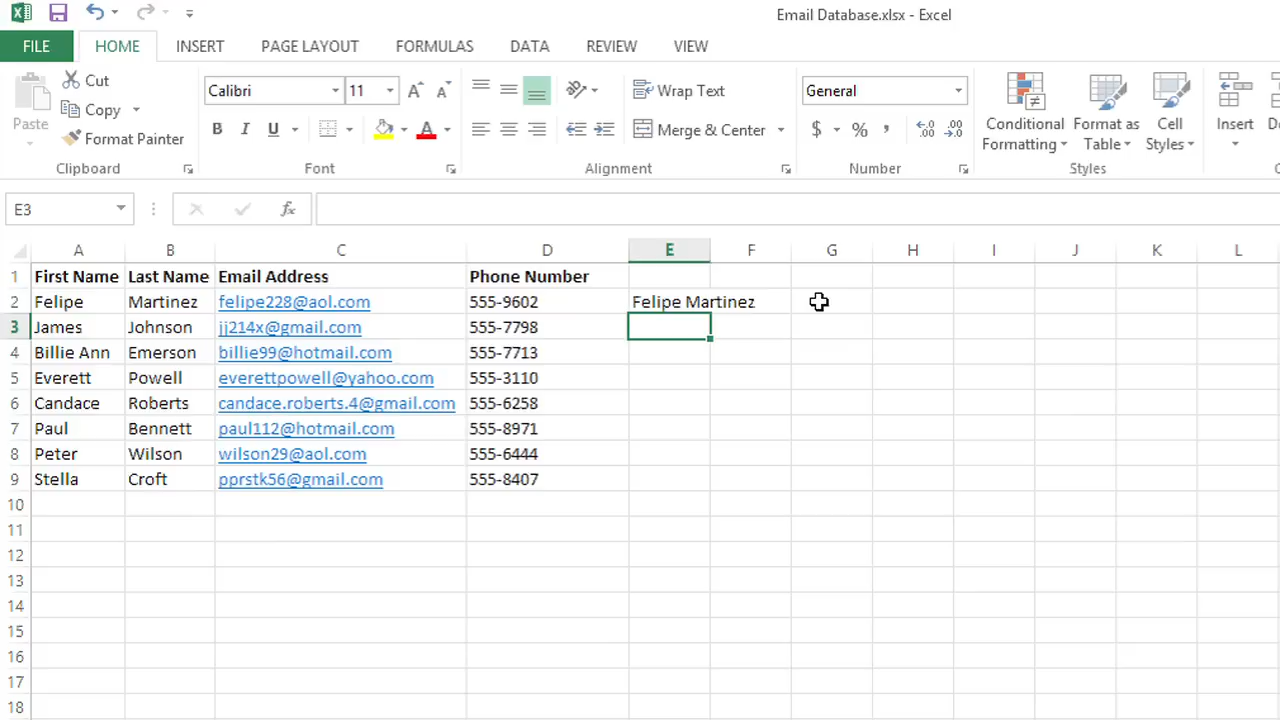 Email Database.xlsx - Excel
FILE HOME INSERT PAGE LAYOUT FORMULAS DATA REVIEW VIEW
Paste Cut Copy Format Painter
Calibri 11
B I U A
Wrap Text
Merge & Center
General
$ % ,
Conditional Formatting
Format as Table
Cell Styles
Insert
Clipboard Font Alignment Number Styles
E3 fx
A B C D E F G H I J K L
1 First Name Last Name Email Address Phone Number
2 Felipe Martinez felipe228@aol.com 555-9602 Felipe Martinez
3 James Johnson jj214x@gmail.com 555-7798
4 Billie Ann Emerson billie99@hotmail.com 555-7713
5 Everett Powell everettpowell@yahoo.com 555-3110
6 Candace Roberts candace.roberts.4@gmail.com 555-6258
7 Paul Bennett paul112@hotmail.com 555-8971
8 Peter Wilson wilson29@aol.com 555-6444
9 Stella Croft pprstk56@gmail.com 555-8407
10
11
12
13
14
15
16
17
18